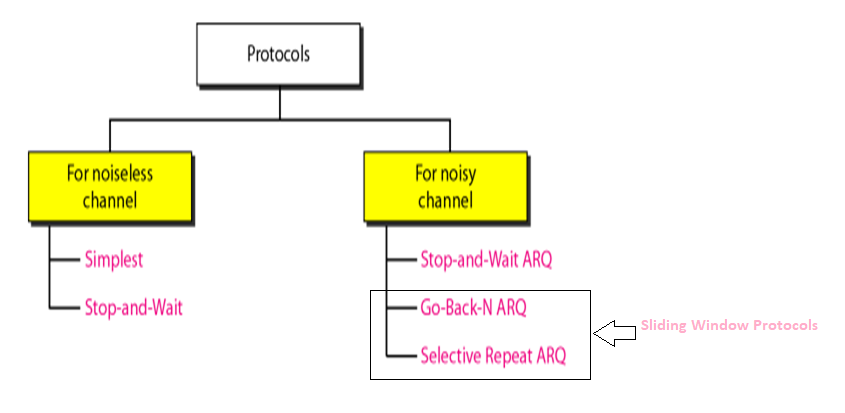 Protocols
For noiseless
channel
For noisy
channel
Simplest
Stop-and-Wait
Stop-and-Wait ARQ
Go-Back-N ARQ
Selective Repeat ARQ
Sliding Window Protocols